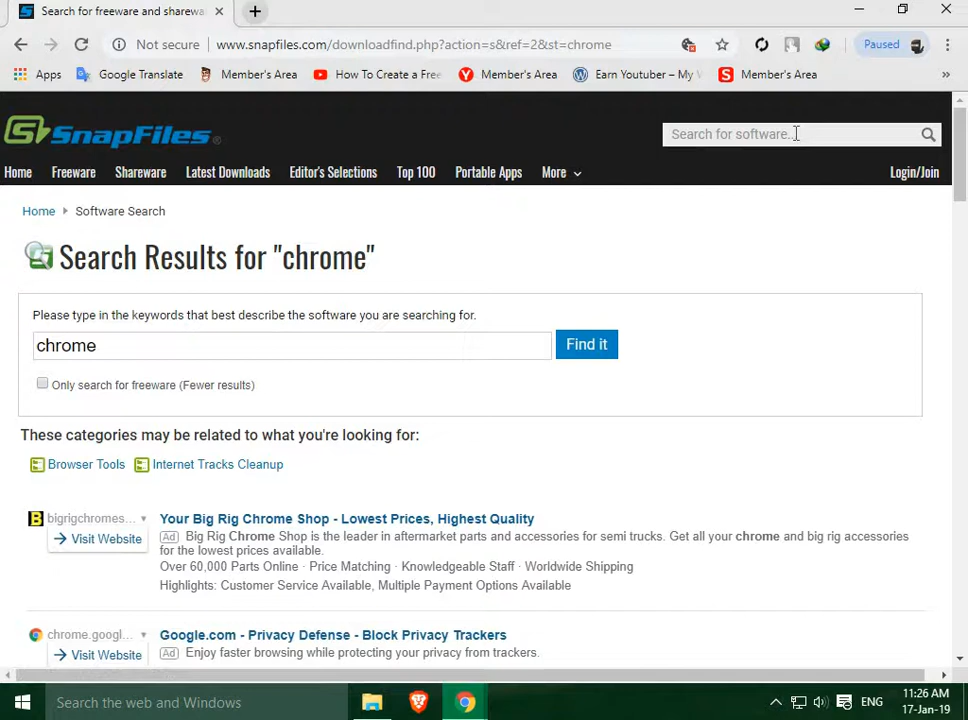 Search for freeware and sharewa
Not secure
www.snapfiles.com/downloadfind.php?action=s&ref=2&st=chrome
Paused
Apps
Google Translate
Member's Area
How To Create a Free
Member's Area
Earn Youtuber – My W
Member's Area
»
SnapFiles
Search for software...
Home
Freeware
Shareware
Latest Downloads
Editor's Selections
Top 100
Portable Apps
More
Login/Join
Home
Software Search
Search Results for "chrome"
Please type in the keywords that best describe the software you are searching for.
chrome
Find it
Only search for freeware (Fewer results)
These categories may be related to what you're looking for:
Browser Tools
Internet Tracks Cleanup
bigrigchromes...
Your Big Rig Chrome Shop - Lowest Prices, Highest Quality
Visit Website
Ad Big Rig Chrome Shop is the leader in aftermarket parts and accessories for semi trucks. Get all your chrome and big rig accessories
for the lowest prices available.
Over 60,000 Parts Online · Price Matching · Knowledgeable Staff · Worldwide Shipping
Highlights: Customer Service Available, Multiple Payment Options Available
chrome.googl...
Google.com - Privacy Defense - Block Privacy Trackers
Visit Website
Ad Enjoy faster browsing while protecting your privacy from trackers.
Search the web and Windows
ENG
11:26 AM
17-Jan-19